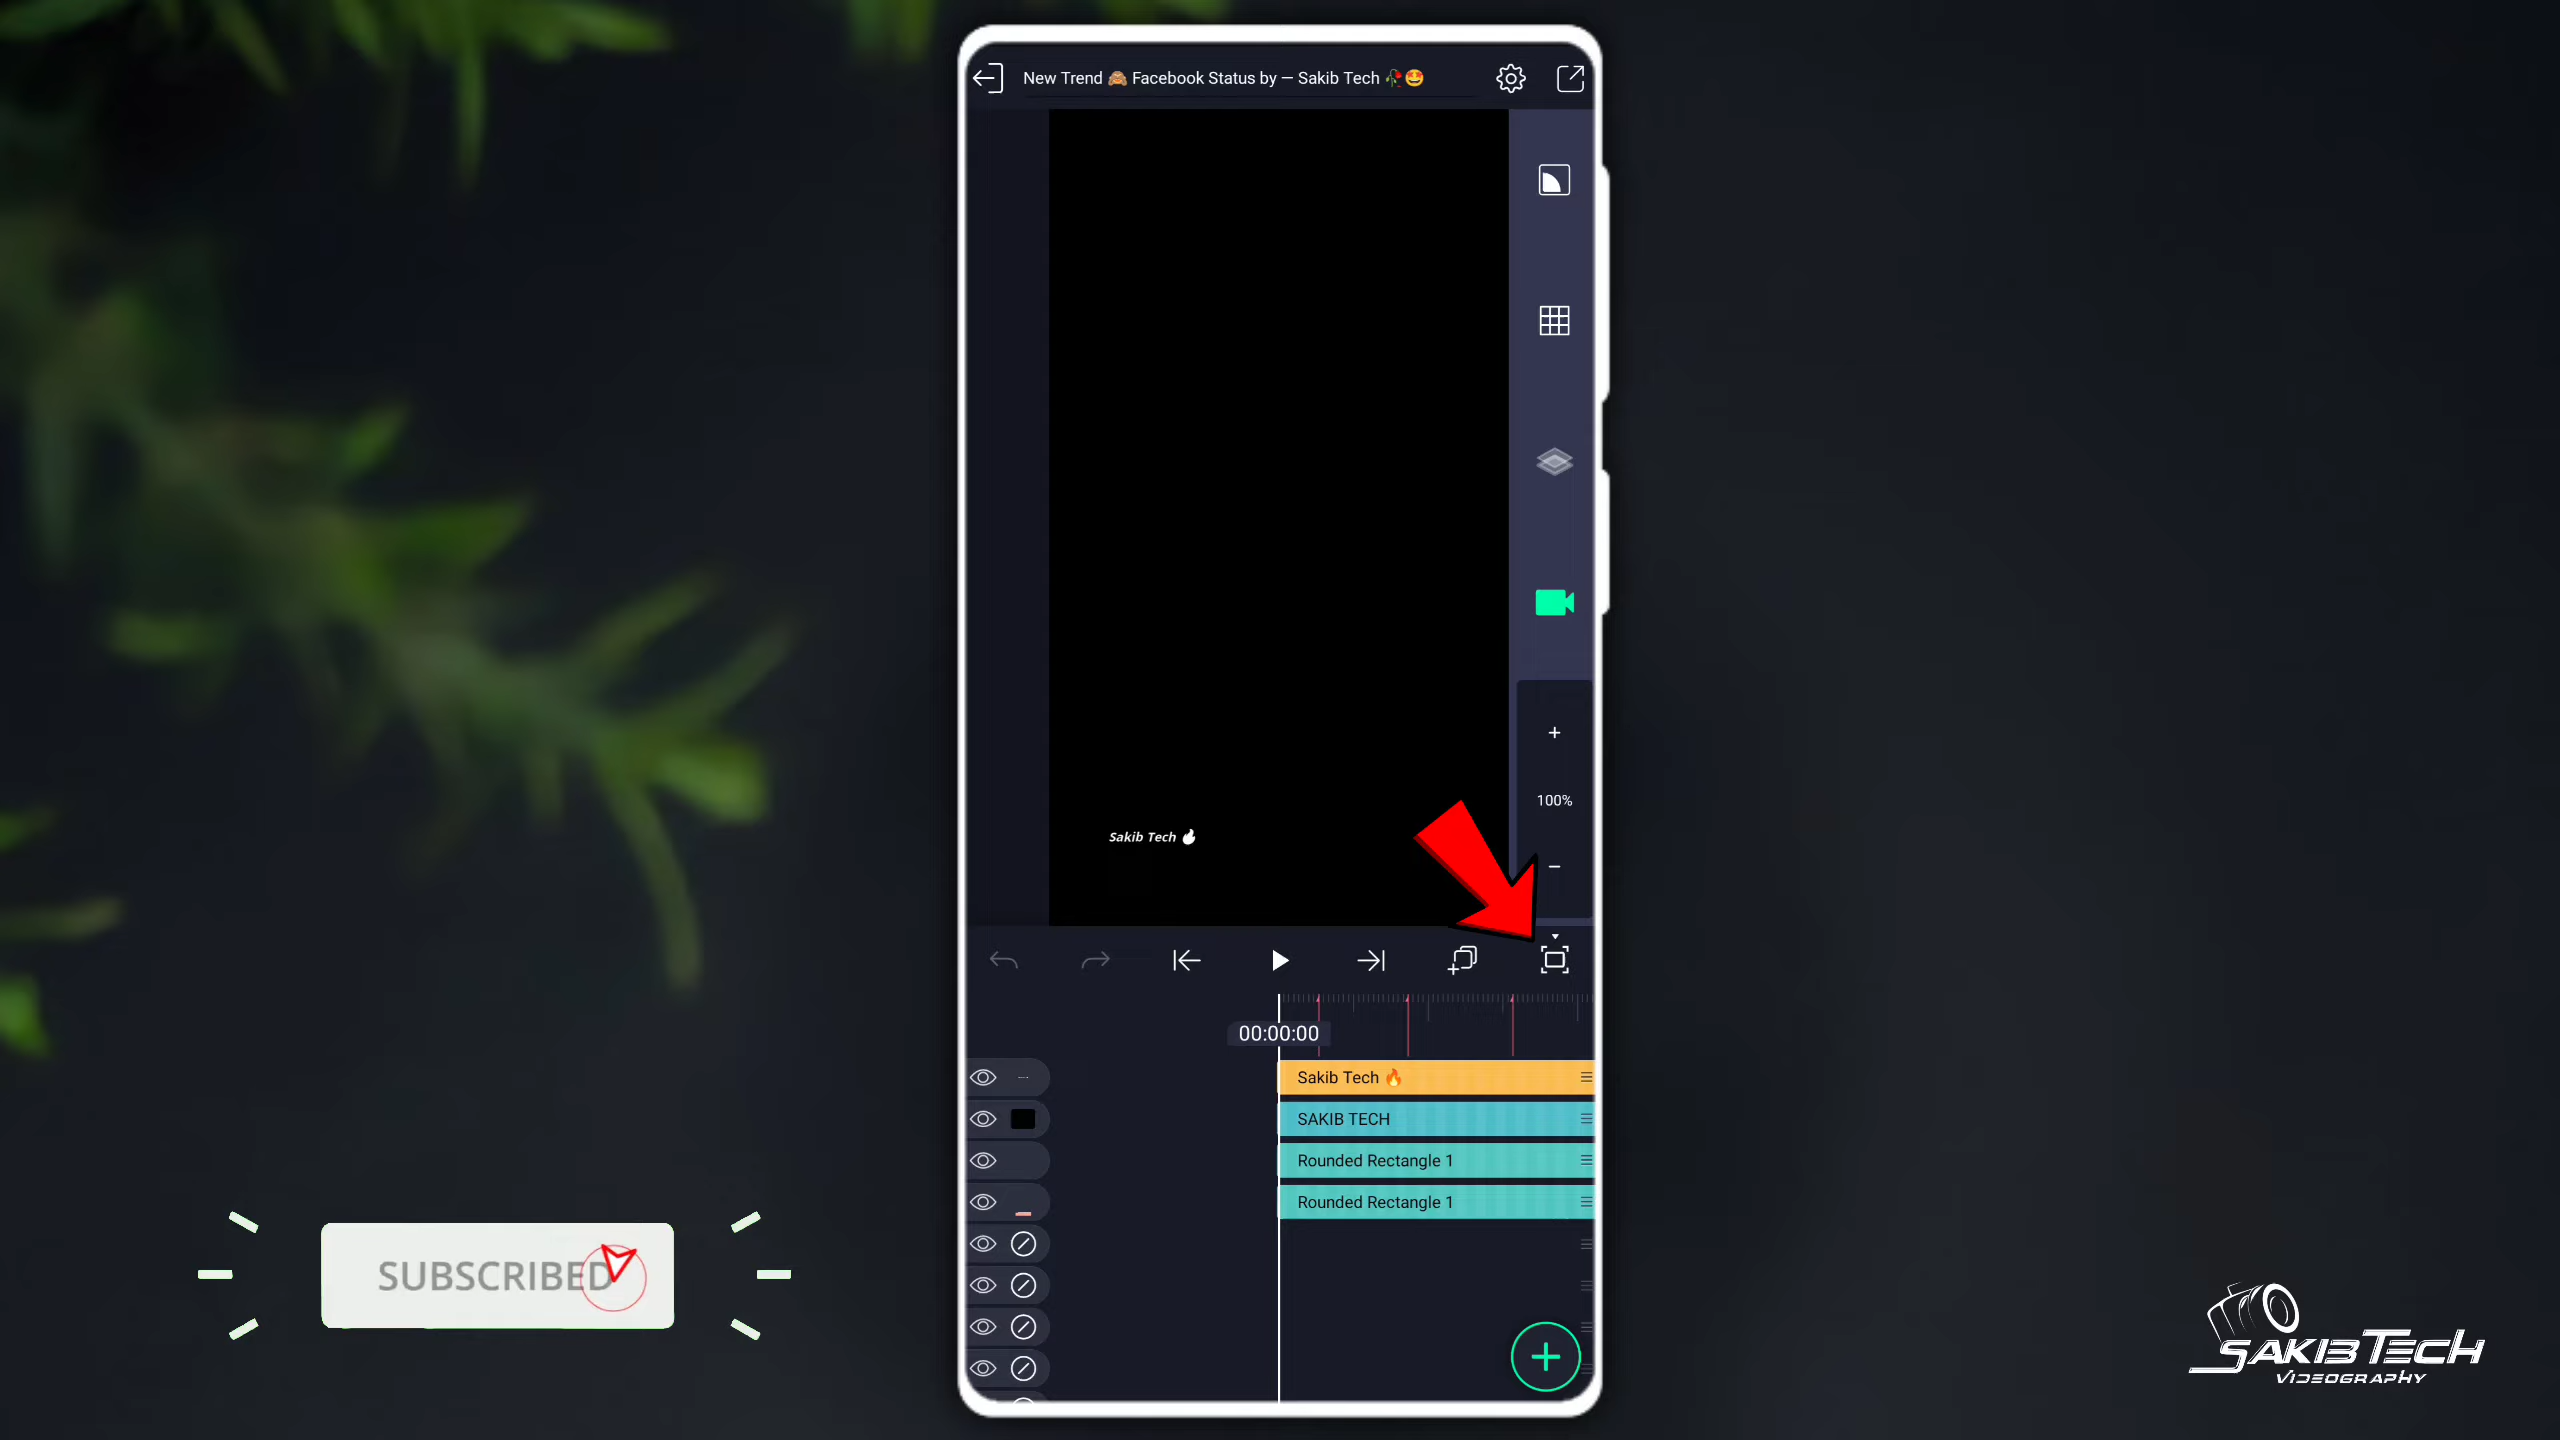 New Trend 🙈 Facebook Status by — Sakib Tech 🥀🤩
100%
Sakib Tech 🔥
00:00:00
Sakib Tech 🔥
SAKIB TECH
Rounded Rectangle 1
Rounded Rectangle 1
SUBSCRIBED
SAKIB TECH
VIDEOGRAPHY